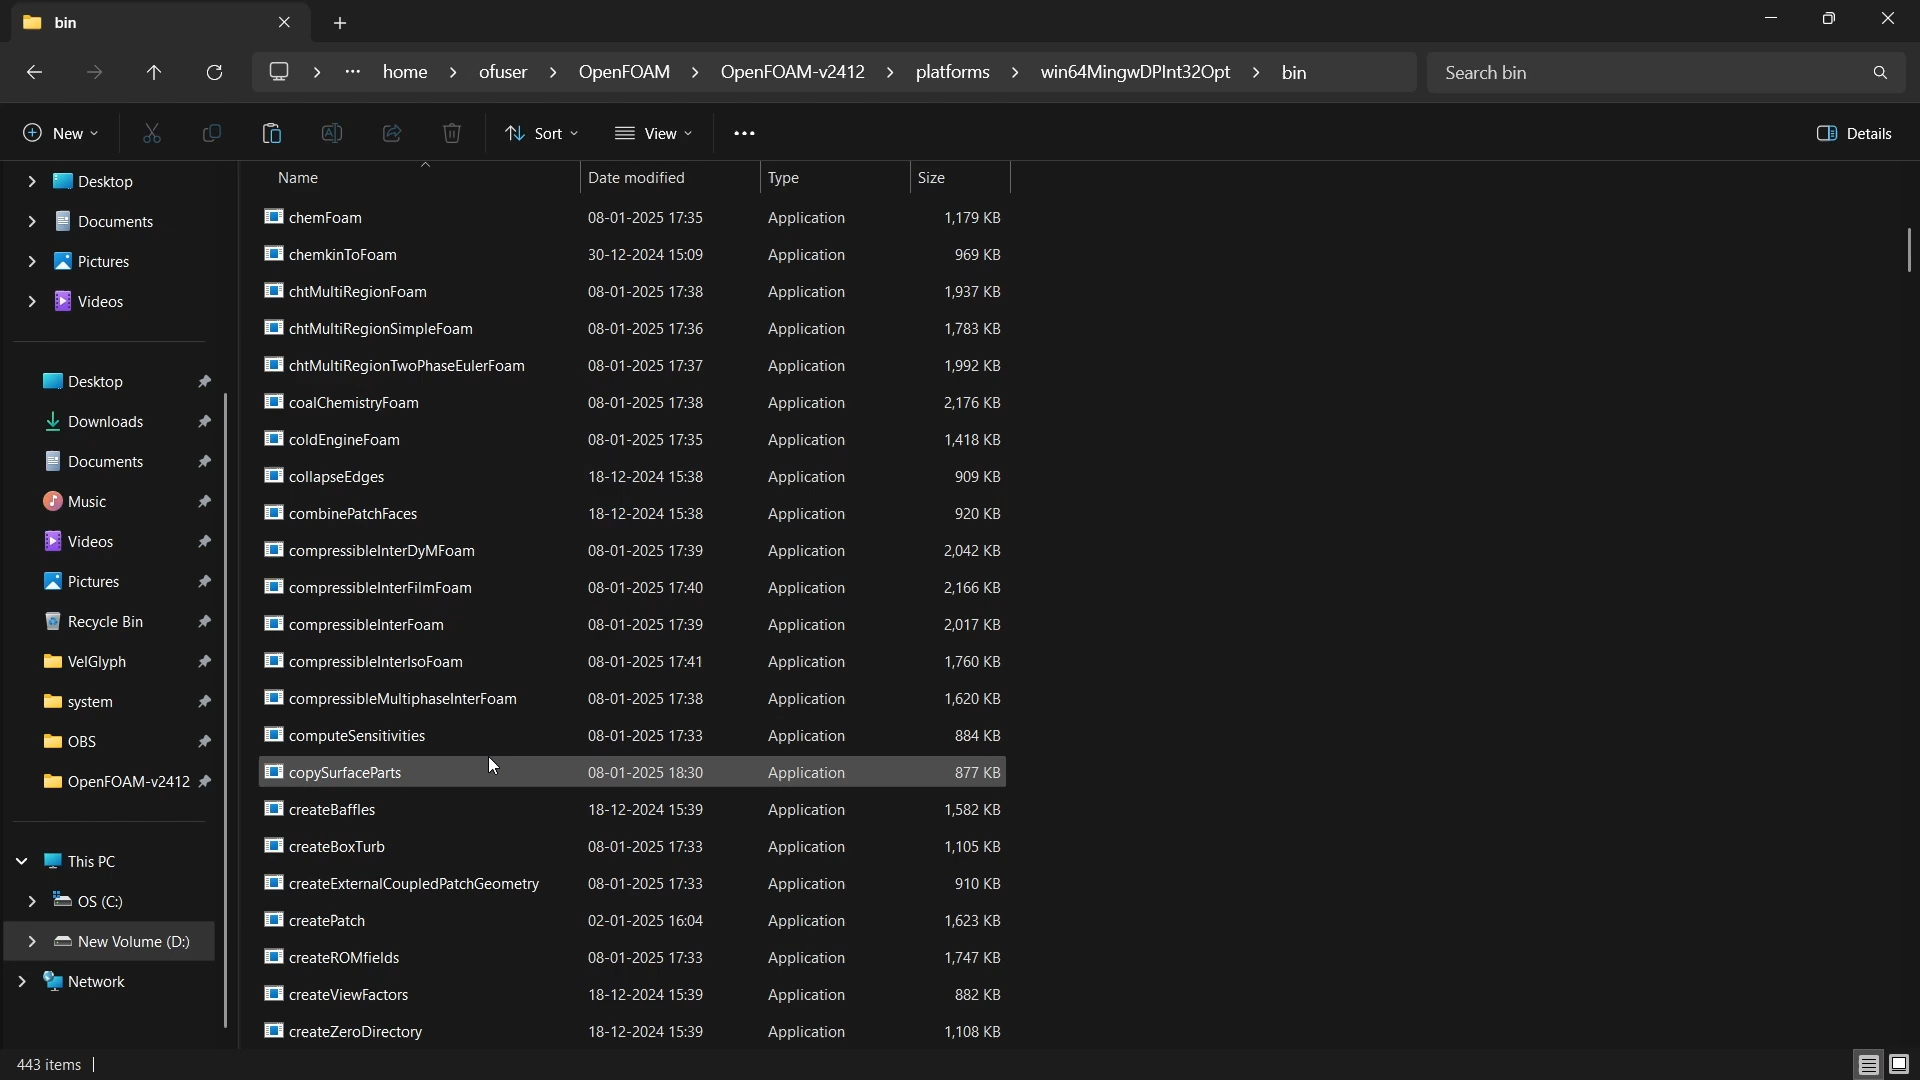 bin
home
ofuser
OpenFOAM
OpenFOAM-v2412
platforms
win64MingwDPInt32Opt
bin
Search bin
New
Sort
View
Details
Desktop
Documents
Pictures
Videos
Desktop
Downloads
Documents
Music
Videos
Pictures
Recycle Bin
VelGlyph
system
OBS
OpenFOAM-v2412
This PC
OS (C:)
New Volume (D:)
Network
Name Date modified Type Size
chemFoam 08-01-2025 17:35 Application 1,179 KB
chemkinToFoam 30-12-2024 15:09 Application 969 KB
chtMultiRegionFoam 08-01-2025 17:38 Application 1,937 KB
chtMultiRegionSimpleFoam 08-01-2025 17:36 Application 1,783 KB
chtMultiRegionTwoPhaseEulerFoam 08-01-2025 17:37 Application 1,992 KB
coalChemistryFoam 08-01-2025 17:38 Application 2,176 KB
coldEngineFoam 08-01-2025 17:35 Application 1,418 KB
collapseEdges 18-12-2024 15:38 Application 909 KB
combinePatchFaces 18-12-2024 15:38 Application 920 KB
compressibleInterDyMFoam 08-01-2025 17:39 Application 2,042 KB
compressibleInterFilmFoam 08-01-2025 17:40 Application 2,166 KB
compressibleInterFoam 08-01-2025 17:39 Application 2,017 KB
compressibleInterIsoFoam 08-01-2025 17:41 Application 1,760 KB
compressibleMultiphaseInterFoam 08-01-2025 17:38 Application 1,620 KB
computeSensitivities 08-01-2025 17:33 Application 884 KB
copySurfaceParts 08-01-2025 18:30 Application 877 KB
createBaffles 18-12-2024 15:39 Application 1,582 KB
createBoxTurb 08-01-2025 17:33 Application 1,105 KB
createExternalCoupledPatchGeometry 08-01-2025 17:33 Application 910 KB
createPatch 02-01-2025 16:04 Application 1,623 KB
createROMfields 08-01-2025 17:33 Application 1,747 KB
createViewFactors 18-12-2024 15:39 Application 882 KB
createZeroDirectory 18-12-2024 15:39 Application 1,108 KB
443 items